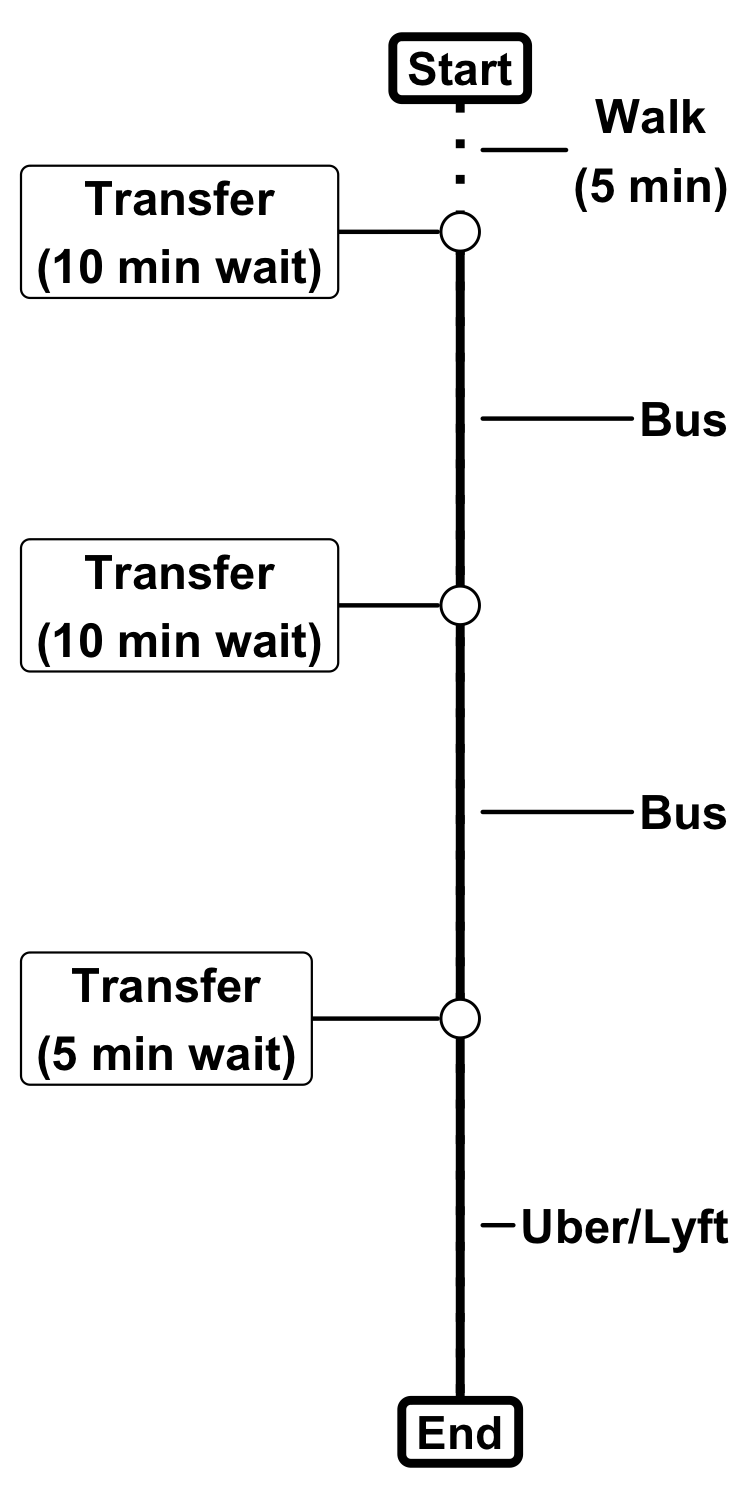 Start
Walk
(5 min)
Transfer
(10 min wait)
Bus
Transfer
(10 min wait)
Bus
Transfer
(5 min wait)
Uber/Lyft
End